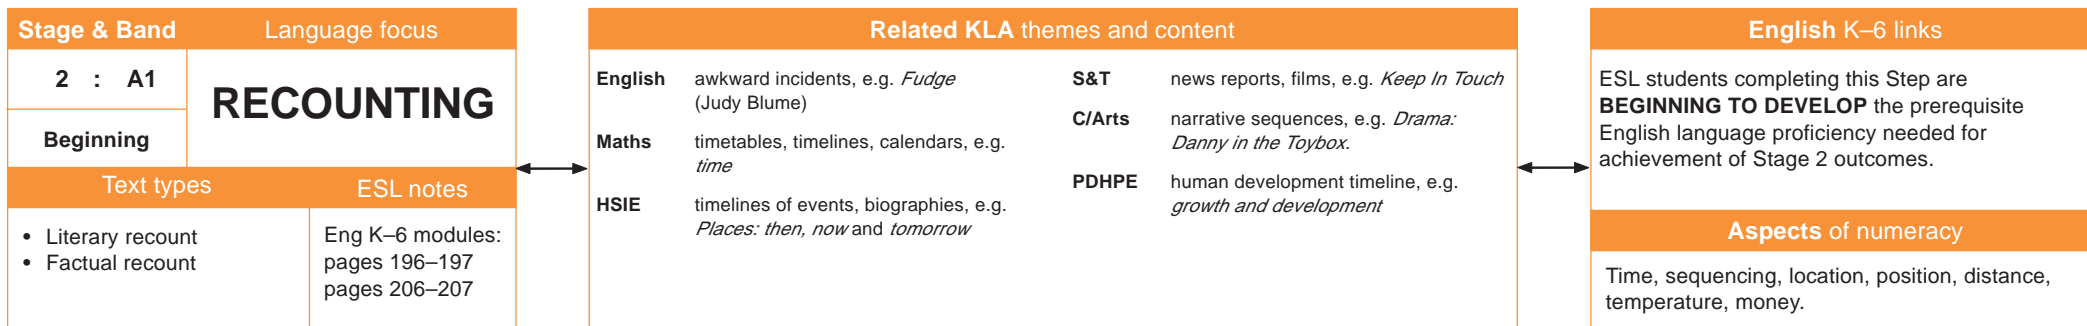 Stage & Band
Language focus
2 : A1
Beginning
RECOUNTING
Text types
ESL notes
• Literary recount
• Factual recount
Eng K–6 modules:
pages 196–197
pages 206–207
Related KLA themes and content
English awkward incidents, e.g. Fudge
(Judy Blume)
Maths timetables, timelines, calendars, e.g.
time
HSIE timelines of events, biographies, e.g.
Places: then, now and tomorrow
S&T news reports, films, e.g. Keep In Touch
C/Arts narrative sequences, e.g. Drama:
Danny in the Toybox.
PDHPE human development timeline, e.g.
growth and development
English K–6 links
ESL students completing this Step are
BEGINNING TO DEVELOP the prerequisite
English language proficiency needed for
achievement of Stage 2 outcomes.
Aspects of numeracy
Time, sequencing, location, position, distance,
temperature, money.